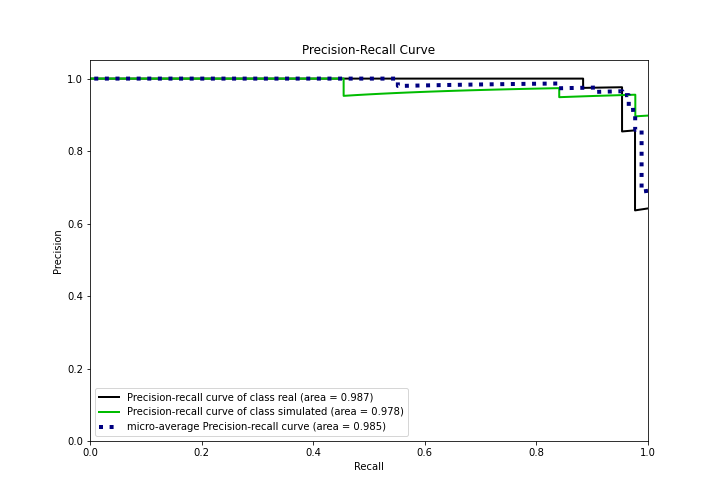 Precision-Recall Curve
1.0
0.8
0.6
0.4
0.2
0.0
Precision
Precision-recall curve of class real (area = 0.987)
Precision-recall curve of class simulated (area = 0.978)
micro-average Precision-recall curve (area = 0.985)
0.0 0.2 0.4 0.6 0.8 1.0
Recall